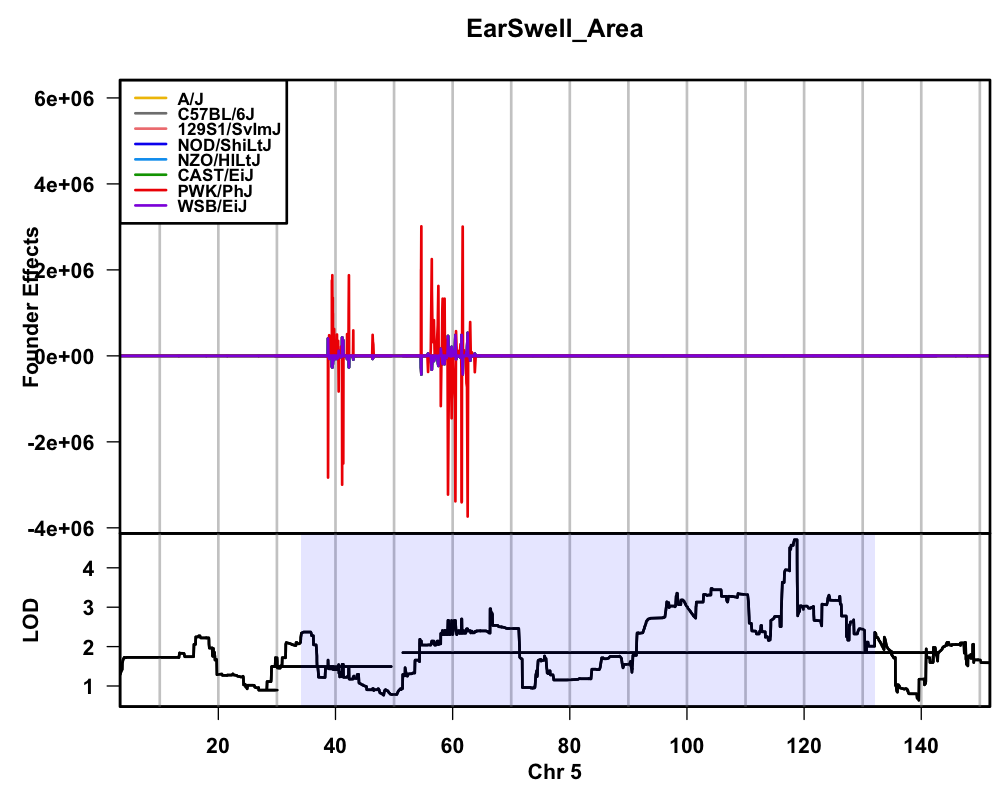 EarSwell_Area
6e+06
4e+06
2e+06
0e+00
-2e+06
-4e+06
Founder Effects
A/J
C57BL/6J
129S1/SvImJ
NOD/ShiLtJ
NZO/HlLtJ
CAST/EiJ
PWK/PhJ
WSB/EiJ
4
3
2
1
LOD
20 40 60 80 100 120 140
Chr 5